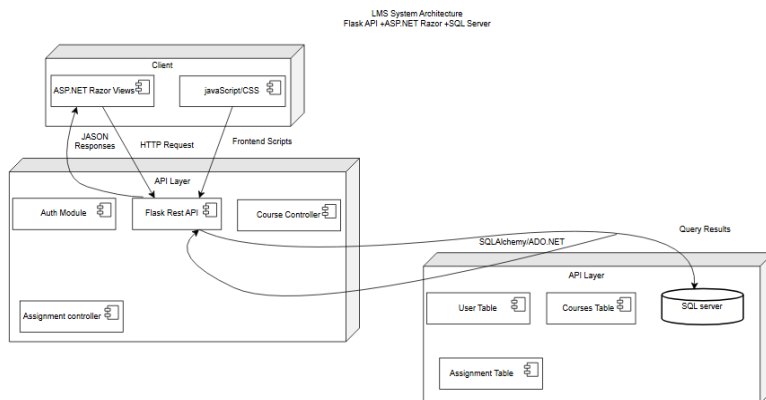 LMS System Architecture
Flask API +ASP.NET Razor +SQL Server
Client
ASP.NET Razor Views
javaScript/CSS
JASON
Responses
HTTP Request
Frontend Scripts
API Layer
Auth Module
Flask Rest API
Course Controller
Assignment controller
SQLAlchemy/ADO.NET
Query Results
API Layer
User Table
Courses Table
SQL server
Assignment Table